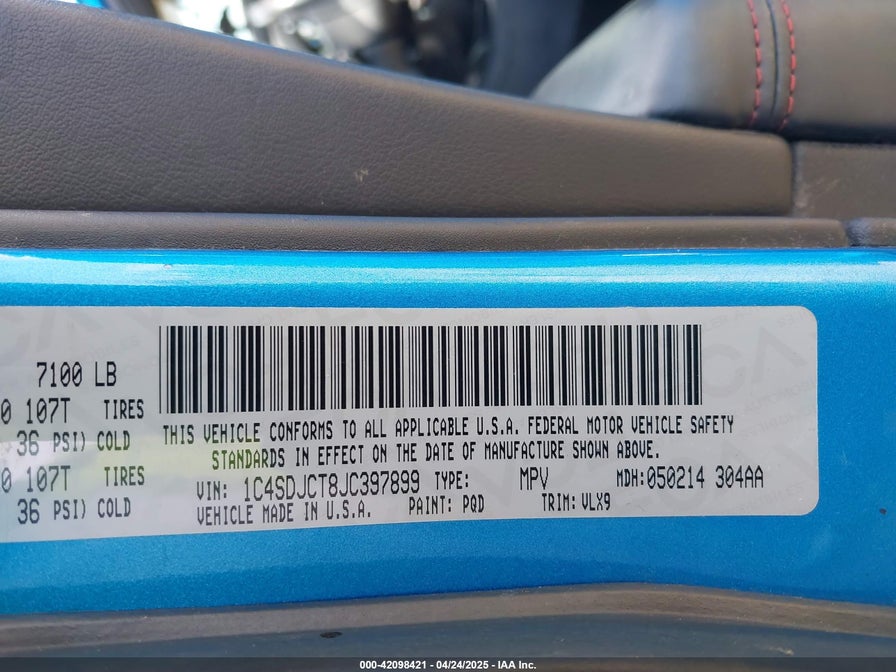 7100 LB
0 107T TIRES
36 PSI) COLD
0 107T TIRES
36 PSI) COLD
THIS VEHICLE CONFORMS TO ALL APPLICABLE U.S.A. FEDERAL MOTOR VEHICLE SAFETY
STANDARDS IN EFFECT ON THE DATE OF MANUFACTURE SHOWN ABOVE.
VIN: 1C4SDJCT8JC397899 TYPE: MPV MDH:050214 304AA
VEHICLE MADE IN U.S.A. PAINT: PQD TRIM: VLX9
000-42098421 - 04/24/2025 - IAA Inc.